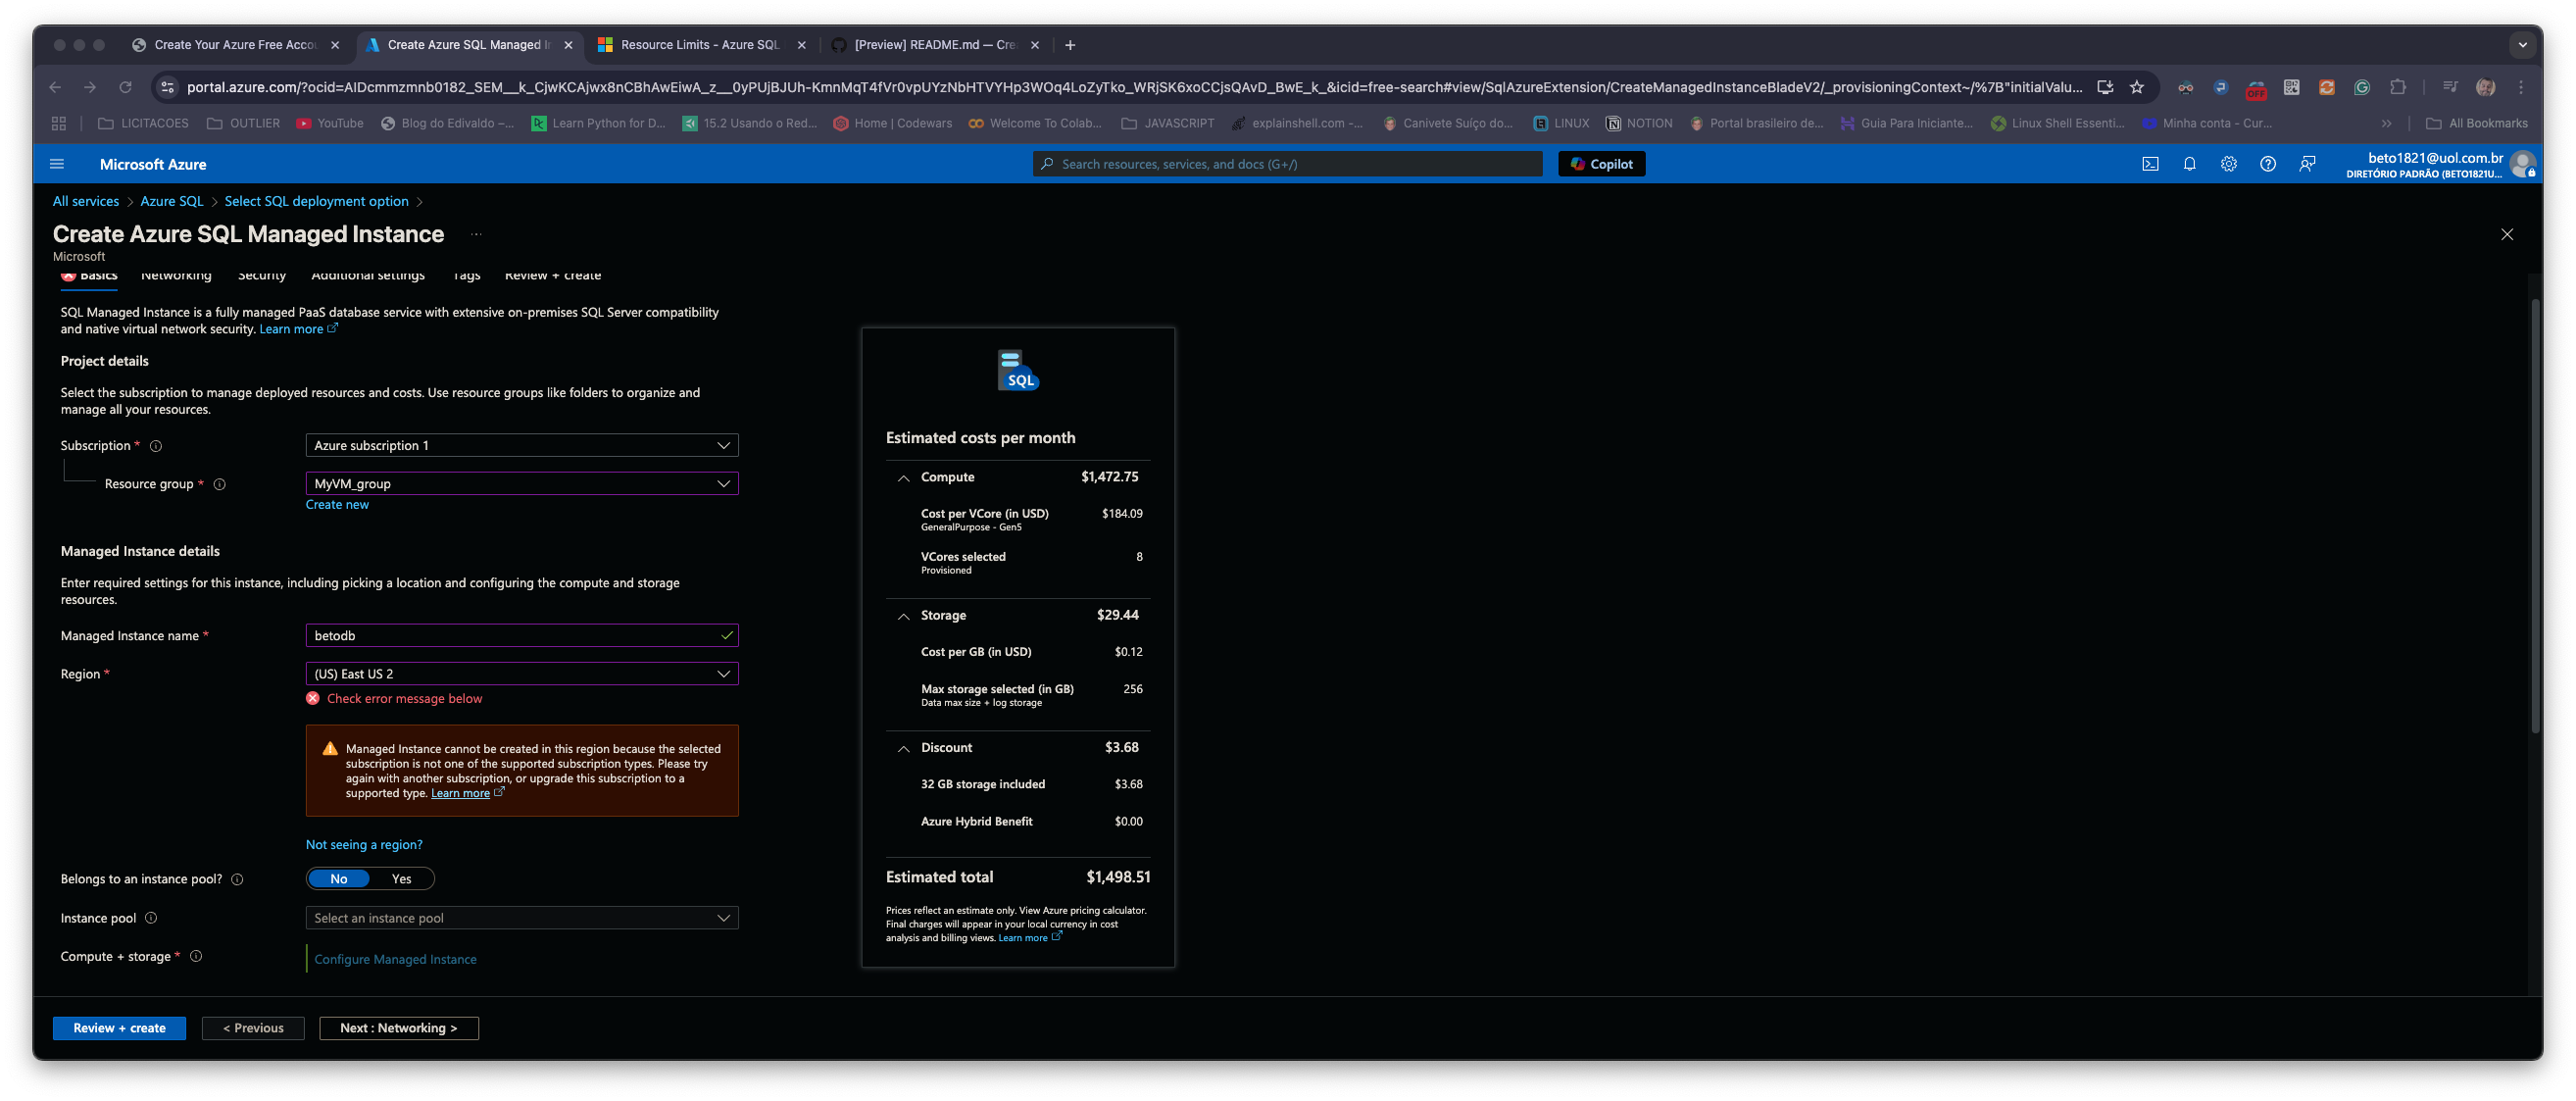 Create Your Azure Free Accou
Create Azure SQL Managed In
Resource Limits - Azure SQL
[Preview] README.md — Cre
portal.azure.com/?ocid=AIDcmmzmnb0182_SEM__k_CjwKCAjwx8nCBhAwEiwA_z__0yPUjBJUh-KmnMqT4fVr0vpUYzNbHTVYHp3WOq4LoZyTko_WRjSK6xoCCjsQAvD_BwE_k_&icid=free-search#view/SqlAzureExtension/CreateManagedInstanceBladeV2/_provisioningContext~/%7B"initialValu...
OFF
LICITACOES
OUTLIER
YouTube
Blog do Edivaldo –...
Learn Python for D...
15.2 Usando o Red...
Home | Codewars
Welcome To Colab...
JAVASCRIPT
explainshell.com -...
Canivete Suíço do...
LINUX
NOTION
Portal brasileiro de...
Guia Para Iniciante...
Linux Shell Essenti...
Minha conta - Cur...
All Bookmarks
Microsoft Azure
Search resources, services, and docs (G+/)
Copilot
beto1821@uol.com.br
DIRETÓRIO PADRÃO (BETO1821U...
All services > Azure SQL > Select SQL deployment option >
Create Azure SQL Managed Instance ...
Microsoft
Basics Networking Security Additional settings Tags Review + create
SQL Managed Instance is a fully managed PaaS database service with extensive on-premises SQL Server compatibility
and native virtual network security. Learn more
Project details
Select the subscription to manage deployed resources and costs. Use resource groups like folders to organize and
manage all your resources.
Subscription *
Azure subscription 1
Resource group *
MyVM_group
Create new
Managed Instance details
Enter required settings for this instance, including picking a location and configuring the compute and storage
resources.
Managed Instance name *
betodb
Region *
(US) East US 2
Check error message below
Managed Instance cannot be created in this region because the selected
subscription is not one of the supported subscription types. Please try
again with another subscription, or upgrade this subscription to a
supported type. Learn more
Not seeing a region?
Belongs to an instance pool?
No Yes
Instance pool
Select an instance pool
Compute + storage *
Configure Managed Instance
SQL
Estimated costs per month
Compute $1,472.75
Cost per VCore (in USD) $184.09
GeneralPurpose - Gen5
VCores selected 8
Provisioned
Storage $29.44
Cost per GB (in USD) $0.12
Max storage selected (in GB) 256
Data max size + log storage
Discount $3.68
32 GB storage included $3.68
Azure Hybrid Benefit $0.00
Estimated total $1,498.51
Prices reflect an estimate only. View Azure pricing calculator.
Final charges will appear in your local currency in cost
analysis and billing views. Learn more
Review + create
< Previous
Next : Networking >